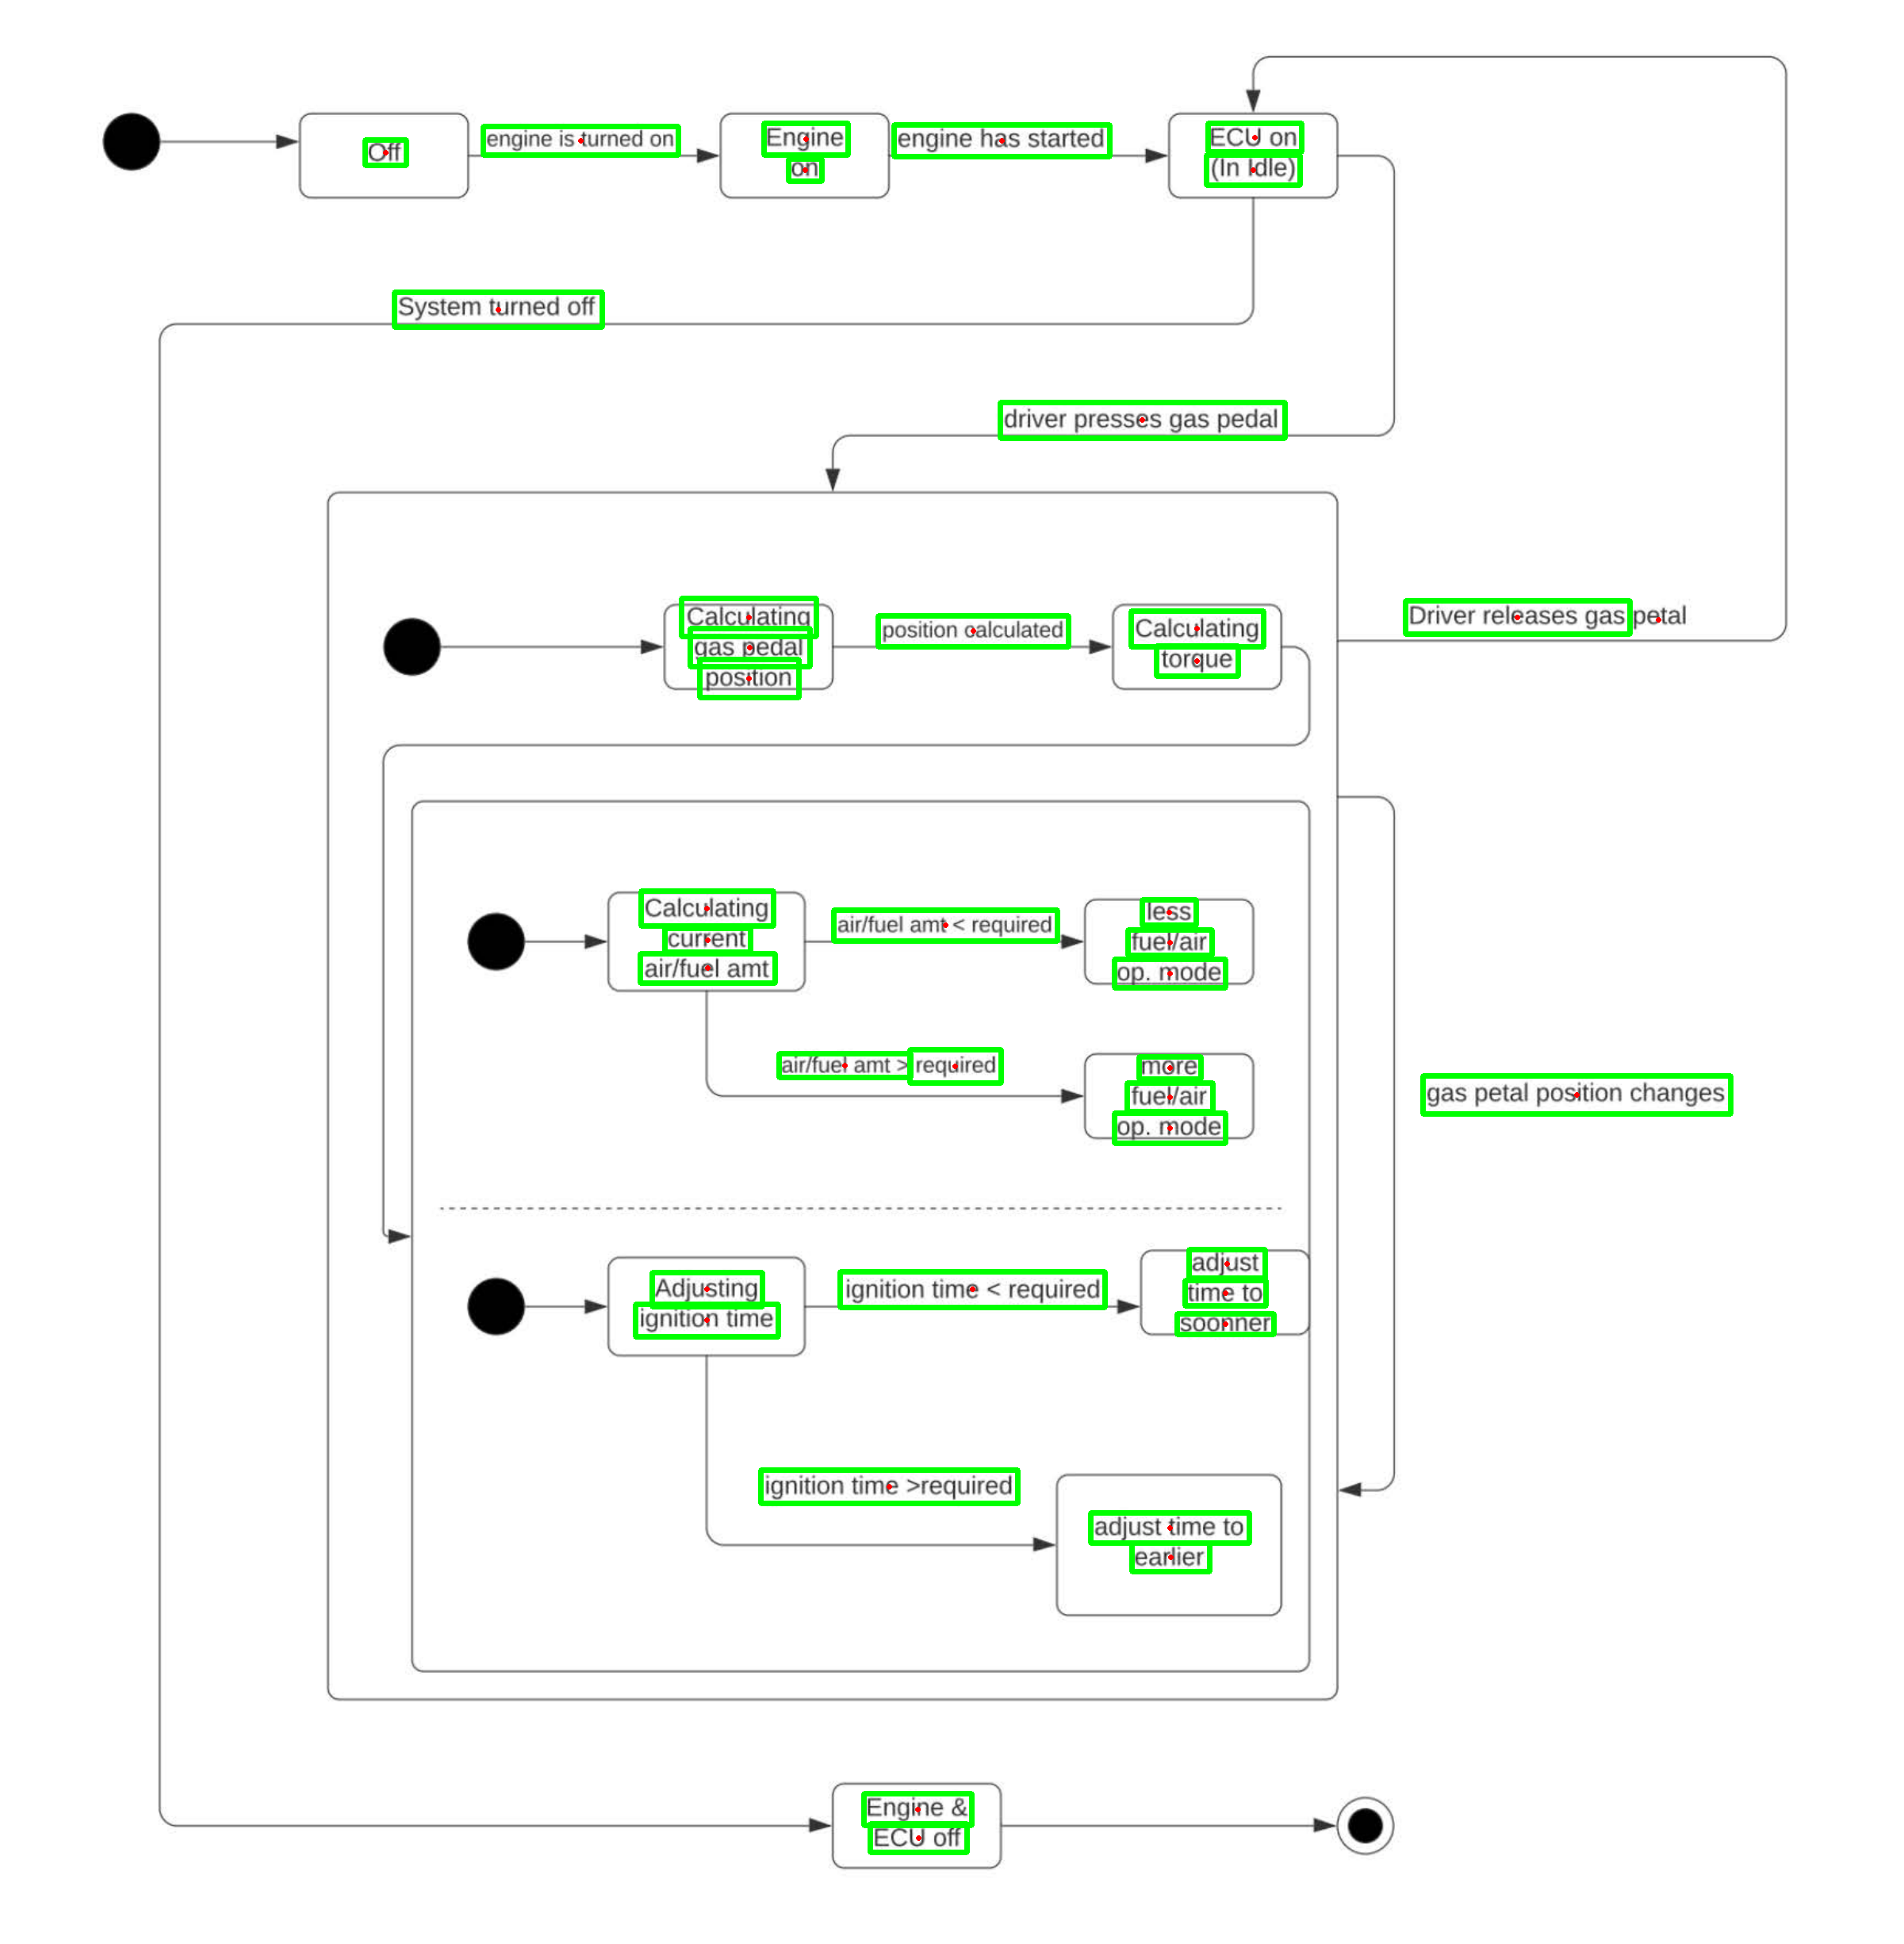 Off
engine is turned on
Engine
on
engine has started
ECU on
(In Idle)
System turned off
driver presses gas pedal
Calculating
gas pedal
position
position calculated
Calculating
torque
Driver releases gas petal
Calculating
current
air/fuel amt
air/fuel amt < required
less
fuel/air
op. mode
air/fuel amt > required
more
fuel/air
op. mode
gas petal position changes
Adjusting
ignition time
ignition time < required
adjust
time to
soonner
ignition time >required
adjust time to
earlier
Engine &
ECU off